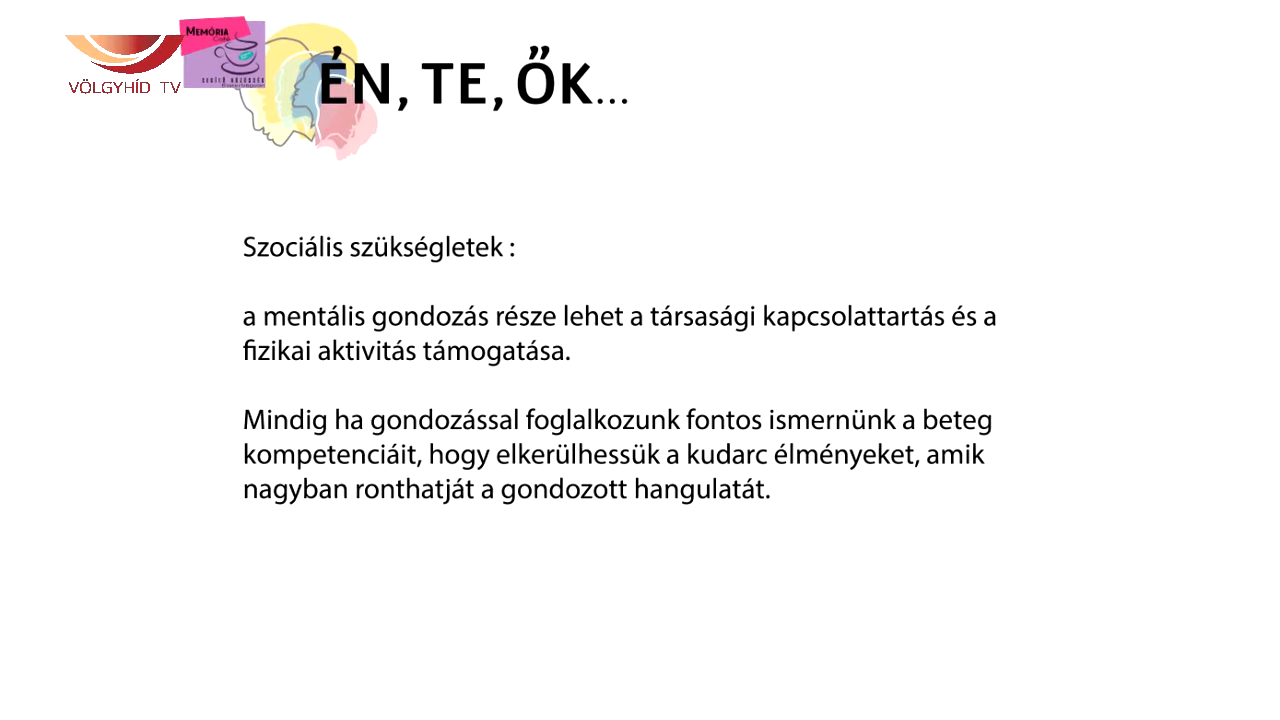 MEMÓRIA
VÖLGYHÍD TV
ÉN, TE, ŐK...
Szociális szükségletek :
a mentális gondozás része lehet a társasági kapcsolattartás és a
fizikai aktivitás támogatása.
Mindig ha gondozással foglalkozunk fontos ismernünk a beteg
kompetenciáit, hogy elkerülhessük a kudarc élményeket, amik
nagyban ronthatját a gondozott hangulatát.